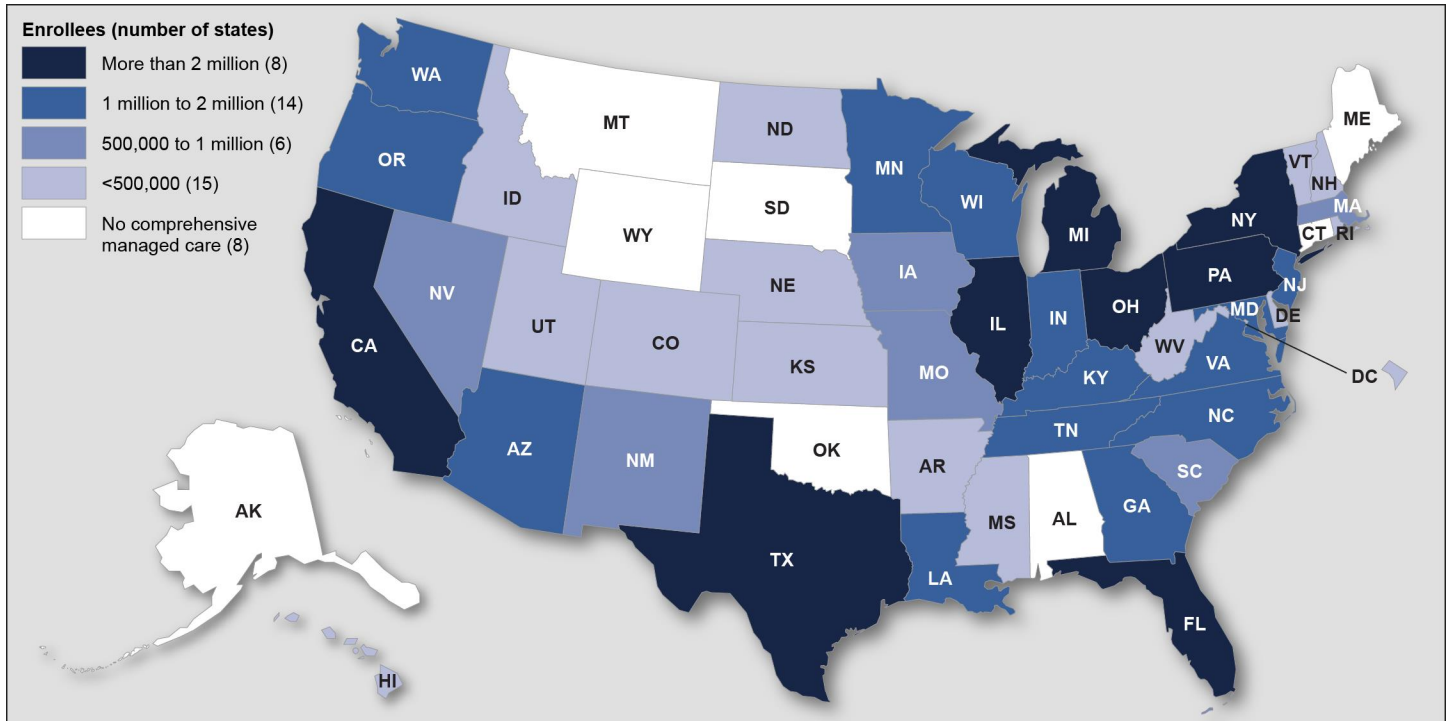 Enrollees (number of states)
More than 2 million (8)
1 million to 2 million (14)
500,000 to 1 million (6)
<500,000 (15)
No comprehensive
managed care (8)
WA
MT
ND
MN
ME
VT
NH
OR
ID
WY
SD
WI
MI
NY
MA
CT
RI
NV
UT
CO
NE
IA
IL
IN
OH
PA
NJ
MD
DE
CA
KS
MO
KY
WV
VA
DC
AZ
NM
OK
AR
TN
NC
SC
TX
LA
MS
AL
GA
FL
AK
HI